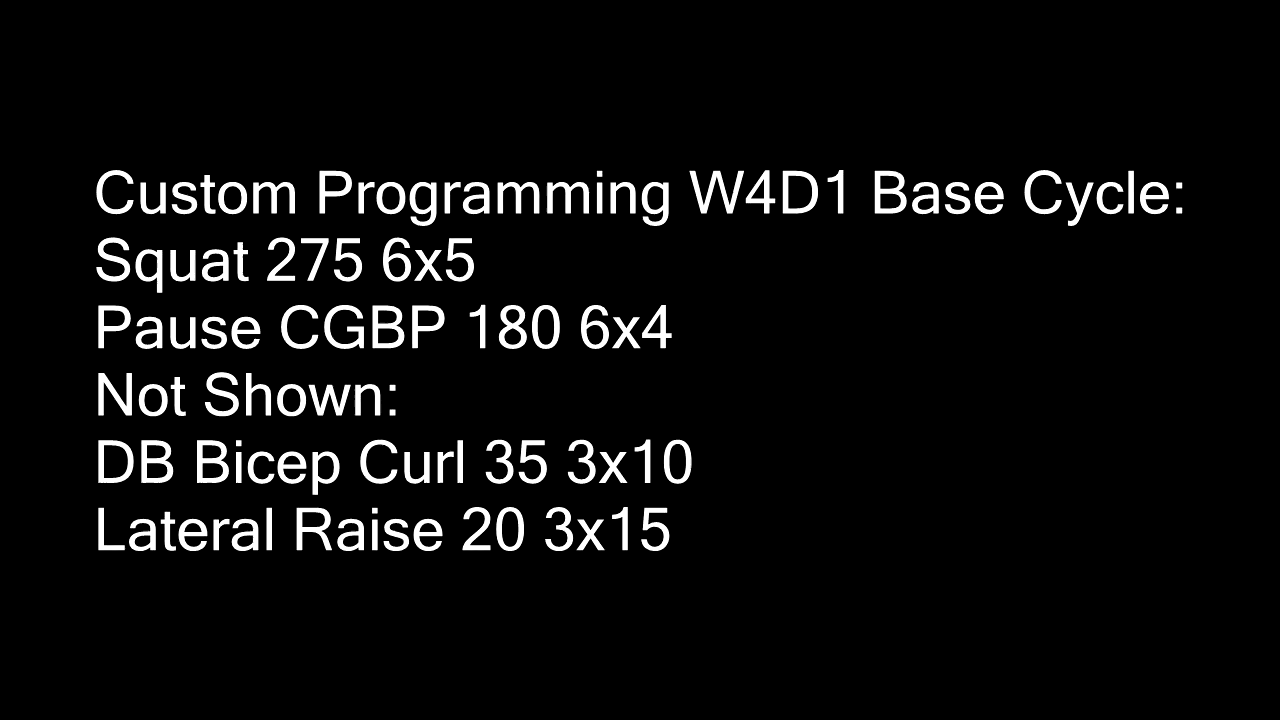 Custom Programming W4D1 Base Cycle:
Squat 275 6x5
Pause CGBP 180 6x4
Not Shown:
DB Bicep Curl 35 3x10
Lateral Raise 20 3x15